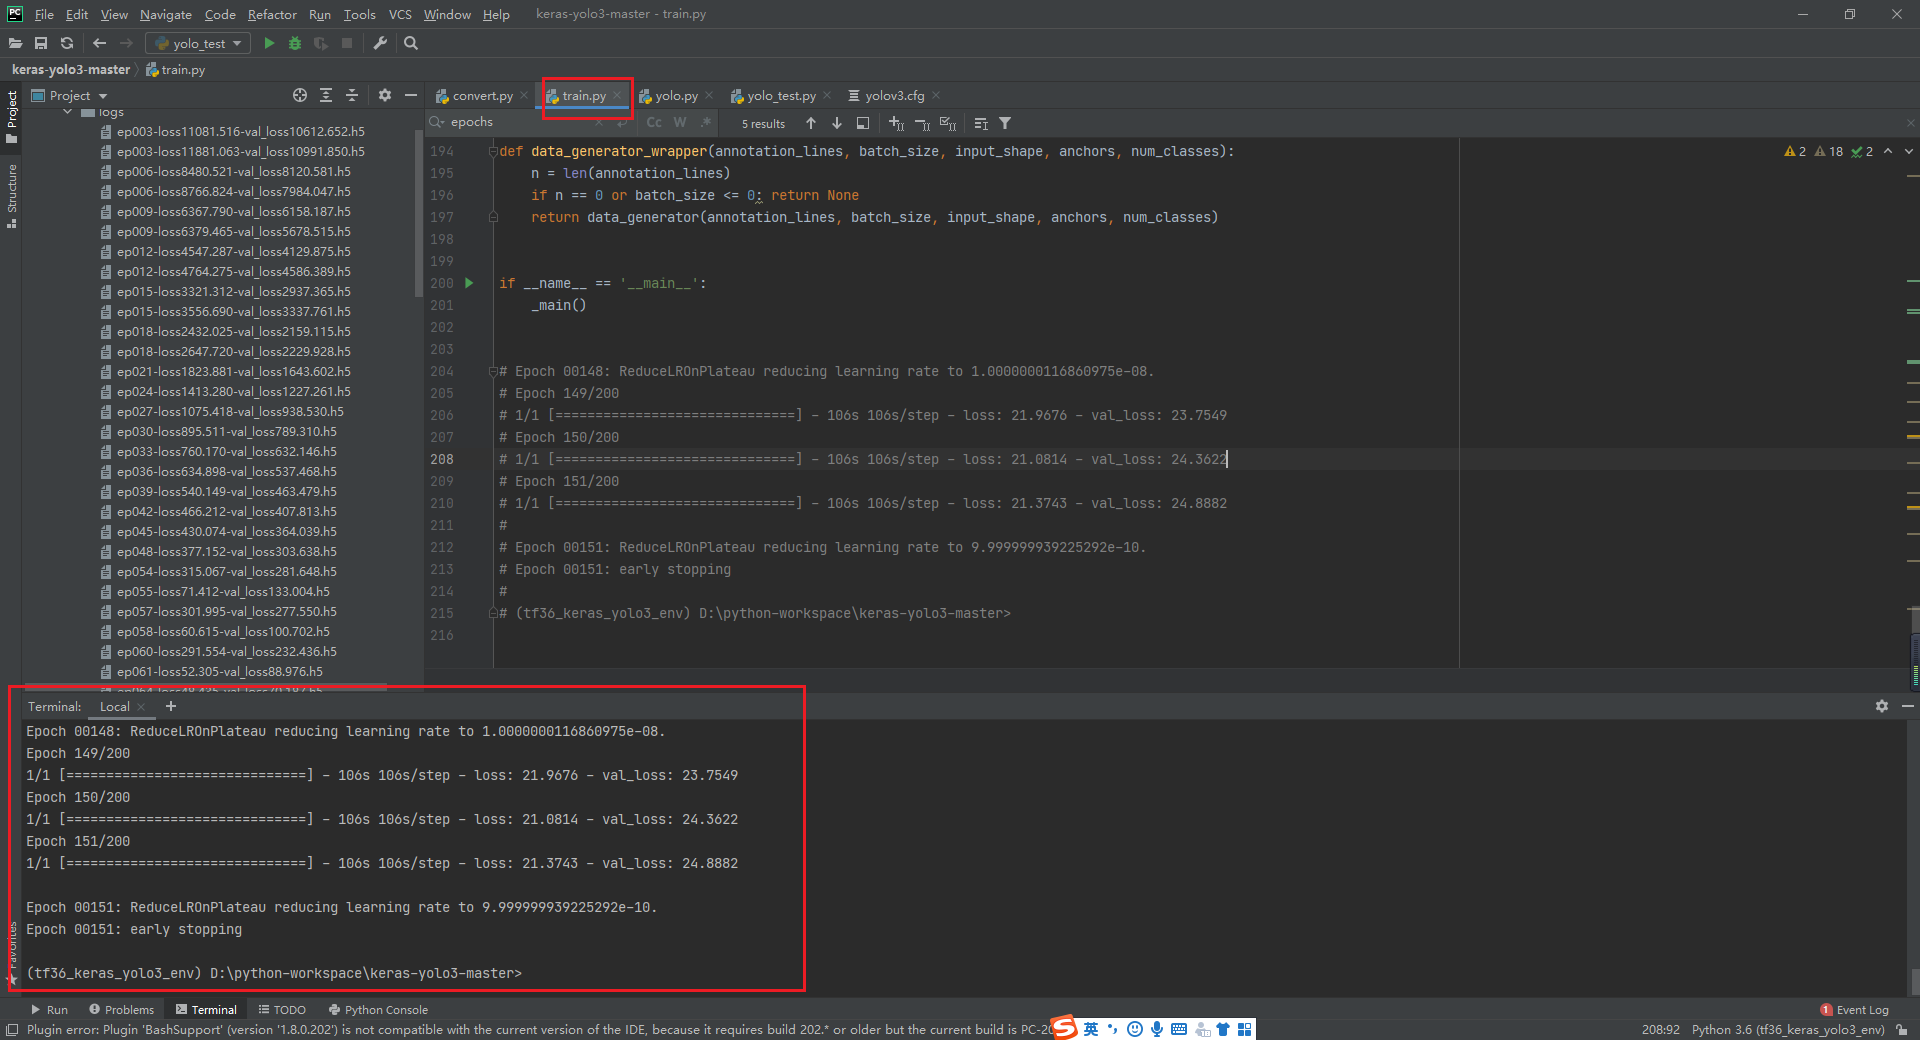 PC File Edit View Navigate Code Refactor Run Tools VCS Window Help keras-yolo3-master - train.py
yolo_test
keras-yolo3-master train.py
Project
convert.py train.py yolo.py yolo_test.py yolov3.cfg
epochs Cc W .* 5 results
Project
Structure
Favorites
logs
ep003-loss11081.516-val_loss10612.652.h5
ep003-loss11881.063-val_loss10991.850.h5
ep006-loss8480.521-val_loss8120.581.h5
ep006-loss8766.824-val_loss7984.047.h5
ep009-loss6367.790-val_loss6158.187.h5
ep009-loss6379.465-val_loss5678.515.h5
ep012-loss4547.287-val_loss4129.875.h5
ep012-loss4764.275-val_loss4586.389.h5
ep015-loss3321.312-val_loss2937.365.h5
ep015-loss3556.690-val_loss3337.761.h5
ep018-loss2432.025-val_loss2159.115.h5
ep018-loss2647.720-val_loss2229.928.h5
ep021-loss1823.881-val_loss1643.602.h5
ep024-loss1413.280-val_loss1227.261.h5
ep027-loss1075.418-val_loss938.530.h5
ep030-loss895.511-val_loss789.310.h5
ep033-loss760.170-val_loss632.146.h5
ep036-loss634.898-val_loss537.468.h5
ep039-loss540.149-val_loss463.479.h5
ep042-loss466.212-val_loss407.813.h5
ep045-loss430.074-val_loss364.039.h5
ep048-loss377.152-val_loss303.638.h5
ep054-loss315.067-val_loss281.648.h5
ep055-loss71.412-val_loss133.004.h5
ep057-loss301.995-val_loss277.550.h5
ep058-loss60.615-val_loss100.702.h5
ep060-loss291.554-val_loss232.436.h5
ep061-loss52.305-val_loss88.976.h5
2 18 2
194 def data_generator_wrapper(annotation_lines, batch_size, input_shape, anchors, num_classes):
195 n = len(annotation_lines)
196 if n == 0 or batch_size <= 0: return None
197 return data_generator(annotation_lines, batch_size, input_shape, anchors, num_classes)
198
199
200 if __name__ == '__main__':
201 _main()
202
203
204 # Epoch 00148: ReduceLROnPlateau reducing learning rate to 1.0000000116860975e-08.
205 # Epoch 149/200
206 # 1/1 [==============================] - 106s 106s/step - loss: 21.9676 - val_loss: 23.7549
207 # Epoch 150/200
208 # 1/1 [==============================] - 106s 106s/step - loss: 21.0814 - val_loss: 24.3622
209 # Epoch 151/200
210 # 1/1 [==============================] - 106s 106s/step - loss: 21.3743 - val_loss: 24.8882
211 #
212 # Epoch 00151: ReduceLROnPlateau reducing learning rate to 9.999999939225292e-10.
213 # Epoch 00151: early stopping
214 #
215 # (tf36_keras_yolo3_env) D:\python-workspace\keras-yolo3-master>
216
Terminal: Local +
Epoch 00148: ReduceLROnPlateau reducing learning rate to 1.0000000116860975e-08.
Epoch 149/200
1/1 [==============================] - 106s 106s/step - loss: 21.9676 - val_loss: 23.7549
Epoch 150/200
1/1 [==============================] - 106s 106s/step - loss: 21.0814 - val_loss: 24.3622
Epoch 151/200
1/1 [==============================] - 106s 106s/step - loss: 21.3743 - val_loss: 24.8882
Epoch 00151: ReduceLROnPlateau reducing learning rate to 9.999999939225292e-10.
Epoch 00151: early stopping
(tf36_keras_yolo3_env) D:\python-workspace\keras-yolo3-master>
Run Problems Terminal TODO Python Console 1 Event Log
Plugin error: Plugin 'BashSupport' (version '1.8.0.202') is not compatible with the current version of the IDE, because it requires build 202.* or older but the current build is PC-20 英 208:92 Python 3.6 (tf36_keras_yolo3_env)